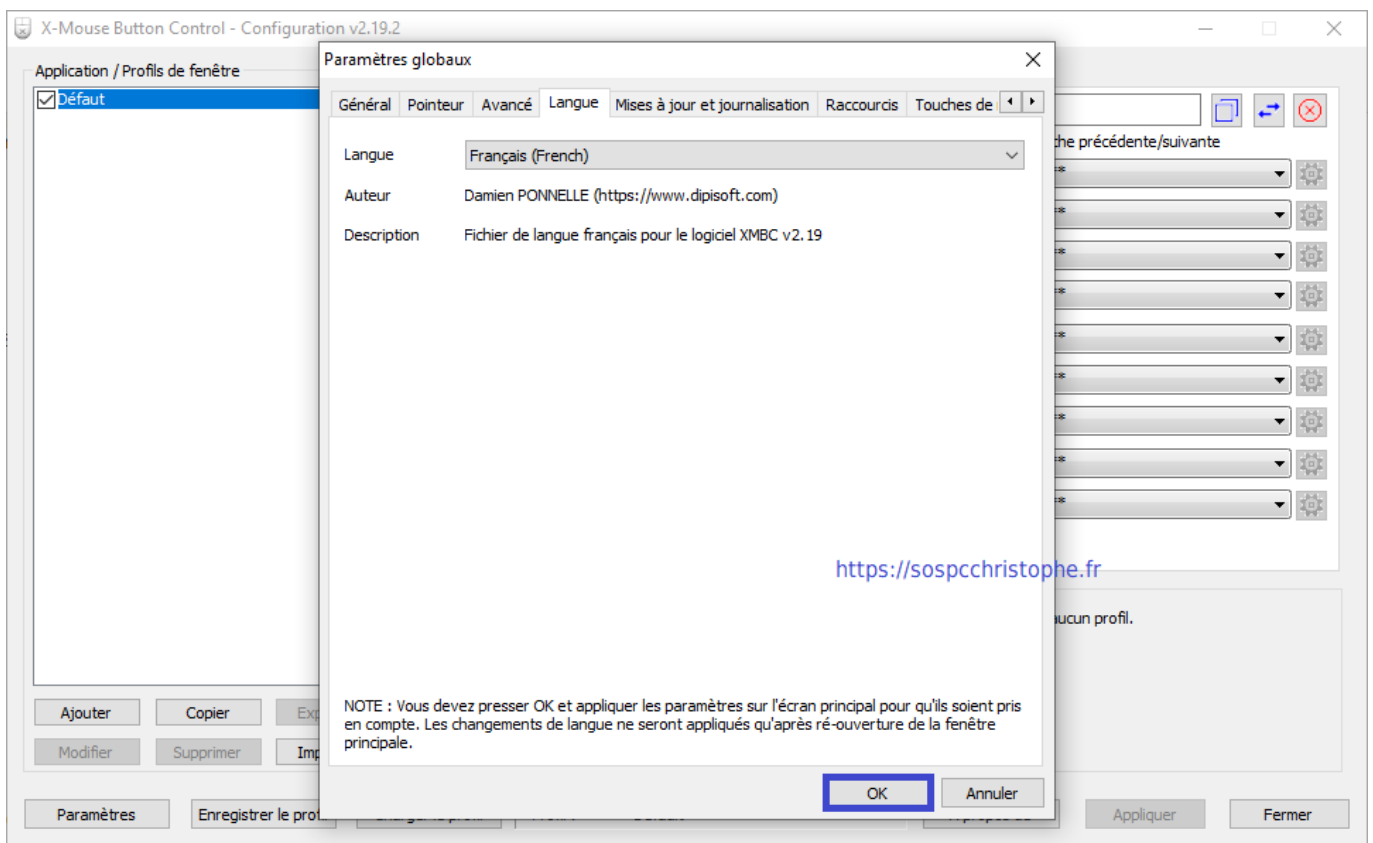 X-Mouse Button Control - Configuration v2.19.2
Paramètres globaux
Application / Profils de fenêtre
Défaut
Général Pointeur Avancé Langue Mises à jour et journalisation Raccourcis Touches de
précédente/suivante
Langue Français (French)
Auteur Damien PONNELLE (https://www.dipisoft.com)
Description Fichier de langue français pour le logiciel XMBC v2.19
https://sospcchristophe.fr
aucun profil.
NOTE : Vous devez presser OK et appliquer les paramètres sur l'écran principal pour qu'ils soient pris
en compte. Les changements de langue ne seront appliqués qu'après ré-ouverture de la fenêtre
principale.
Ajouter Copier
Modifier Supprimer
OK Annuler
Paramètres Enregistrer le Appliquer Fermer